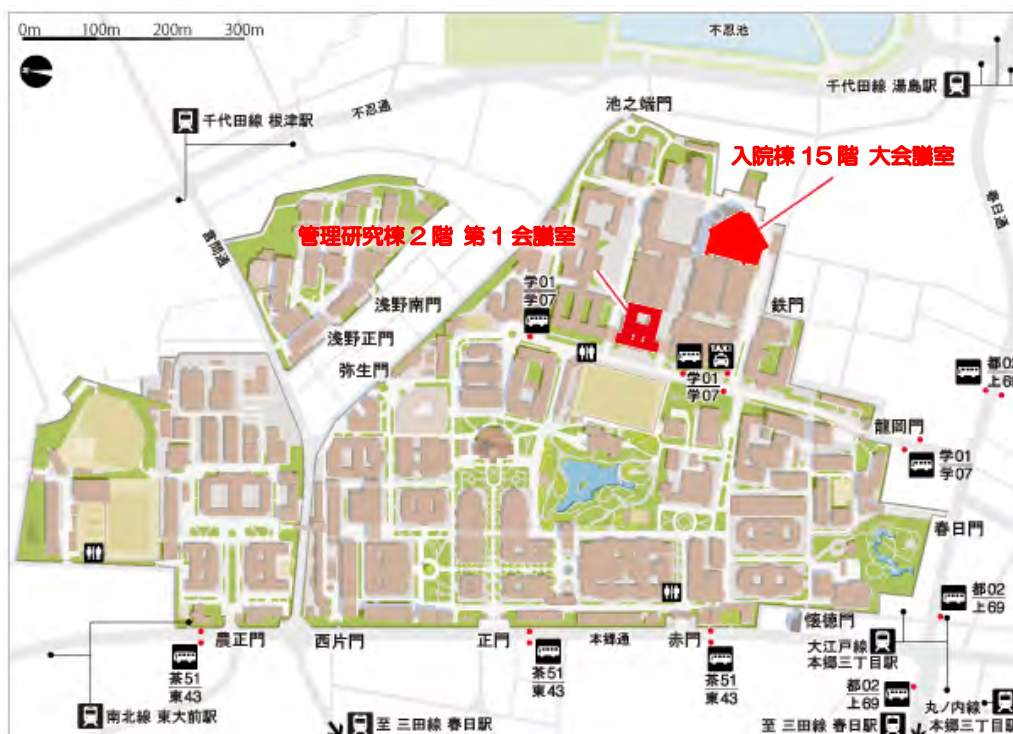 0m 100m 200m 300m
不忍池
千代田線 湯島駅
千代田線 根津駅
不忍通
池之端門
入院棟 15 階 大会議室
春日通
言問通
管理研究棟 2 階 第 1 会議室
学01
学07
浅野南門
鉄門
浅野正門
弥生門
TAXI
学01
学07
都02
上69
龍岡門
学01
学07
春日門
都02
上69
農正門
西片門
正門
本郷通
赤門
懐徳門
大江戸線
本郷三丁目駅
茶51
東43
茶51
東43
茶51
東43
都02
上69
丸ノ内線
本郷三丁目駅
南北線 東大前駅
至 三田線 春日駅
至 三田線 春日駅